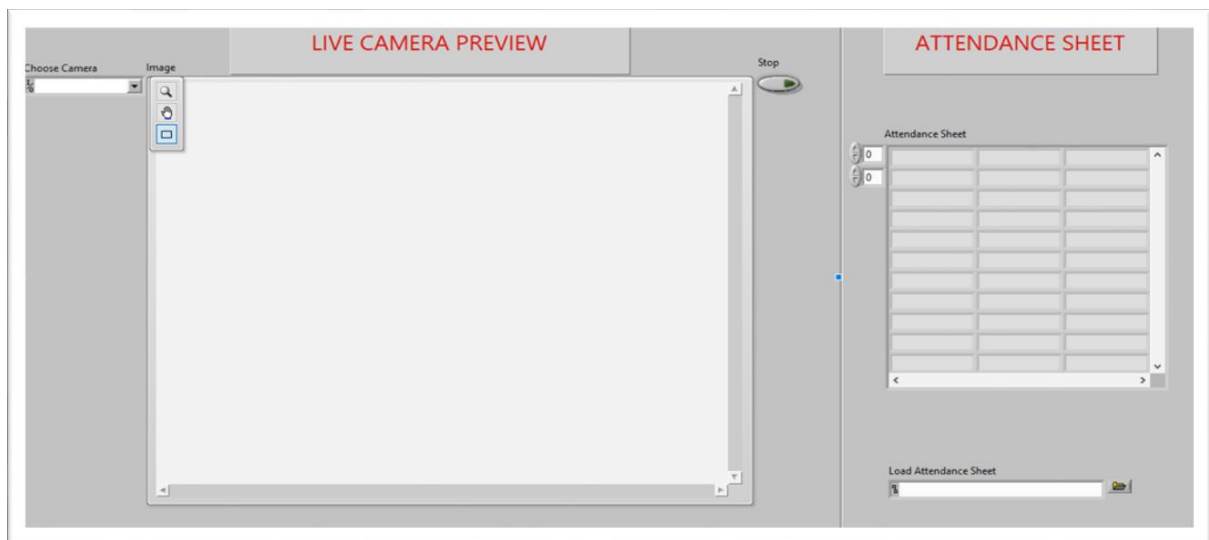 LIVE CAMERA PREVIEW
Choose Camera
Image
Stop
ATTENDANCE SHEET
Attendance Sheet
0
0
Load Attendance Sheet